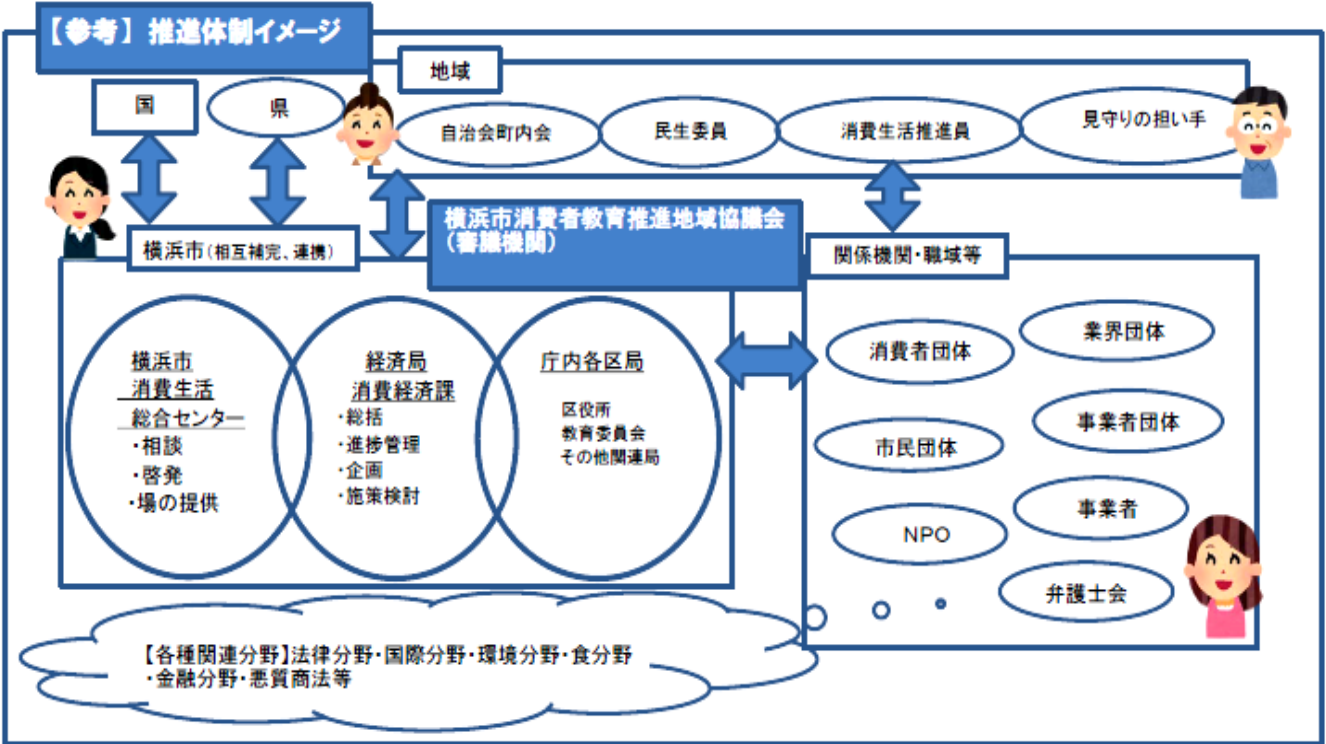 【参考】推進体制イメージ
国
県
地域
自治会町内会
民生委員
消費生活推進員
見守りの担い手
横浜市(相互補完、連携)
横浜市消費者教育推進地域協議会
(審議機関)
関係機関・職域等
横浜市
消費生活
総合センター
・相談
・啓発
・場の提供
経済局
消費経済課
・総括
・進捗管理
・企画
・施策検討
庁内各区局
区役所
教育委員会
その他関連局
消費者団体
業界団体
事業者団体
市民団体
事業者
NPO
弁護士会
【各種関連分野】法律分野・国際分野・環境分野・食分野
・金融分野・悪質商法等